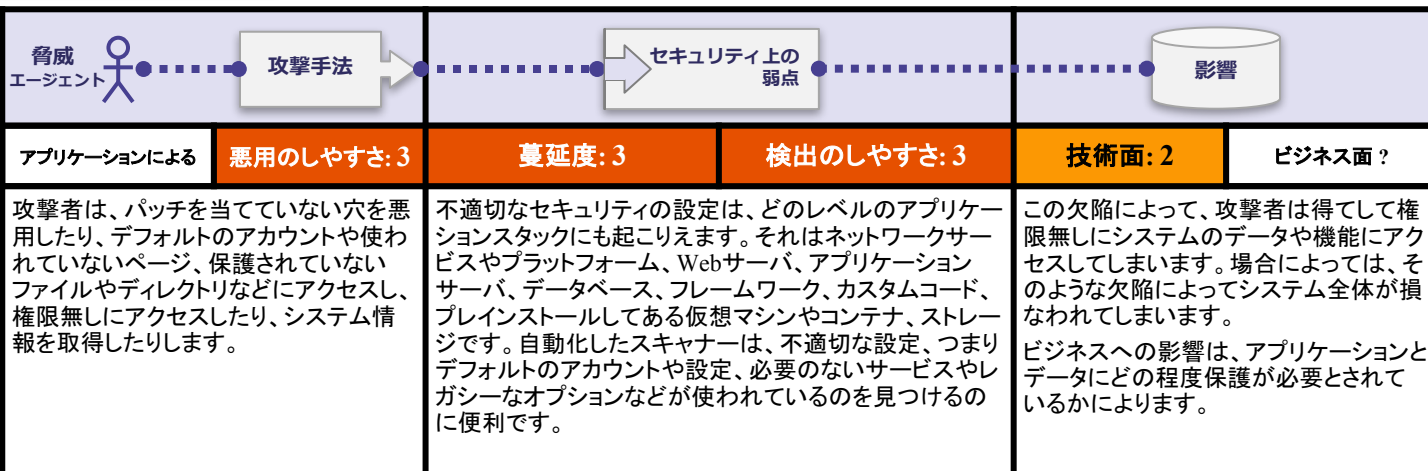 脅威
エージェント
攻撃手法
セキュリティ上の
弱点
影響
アプリケーションによる
悪用のしやすさ: 3
蔓延度: 3
検出のしやすさ: 3
技術面: 2
ビジネス面 ?
攻撃者は、パッチを当てていない穴を悪
用したり、デフォルトのアカウントや使わ
れていないページ、保護されていない
ファイルやディレクトリなどにアクセスし、
権限無しにアクセスしたり、システム情
報を取得したりします。
不適切なセキュリティの設定は、どのレベルのアプリケー
ションスタックにも起こりえます。それはネットワークサー
ビスやプラットフォーム、Webサーバ、アプリケーション
サーバ、データベース、フレームワーク、カスタムコード、
プレインストールしてある仮想マシンやコンテナ、ストレー
ジです。自動化したスキャナーは、不適切な設定、つまり
デフォルトのアカウントや設定、必要のないサービスやレ
ガシーなオプションなどが使われているのを見つけるの
に便利です。
この欠陥によって、攻撃者は得てして権
限無しにシステムのデータや機能にアク
セスしてしまいます。場合によっては、そ
のような欠陥によってシステム全体が損
なわれてしまいます。
ビジネスへの影響は、アプリケーションと
データにどの程度保護が必要とされて
いるかによります。